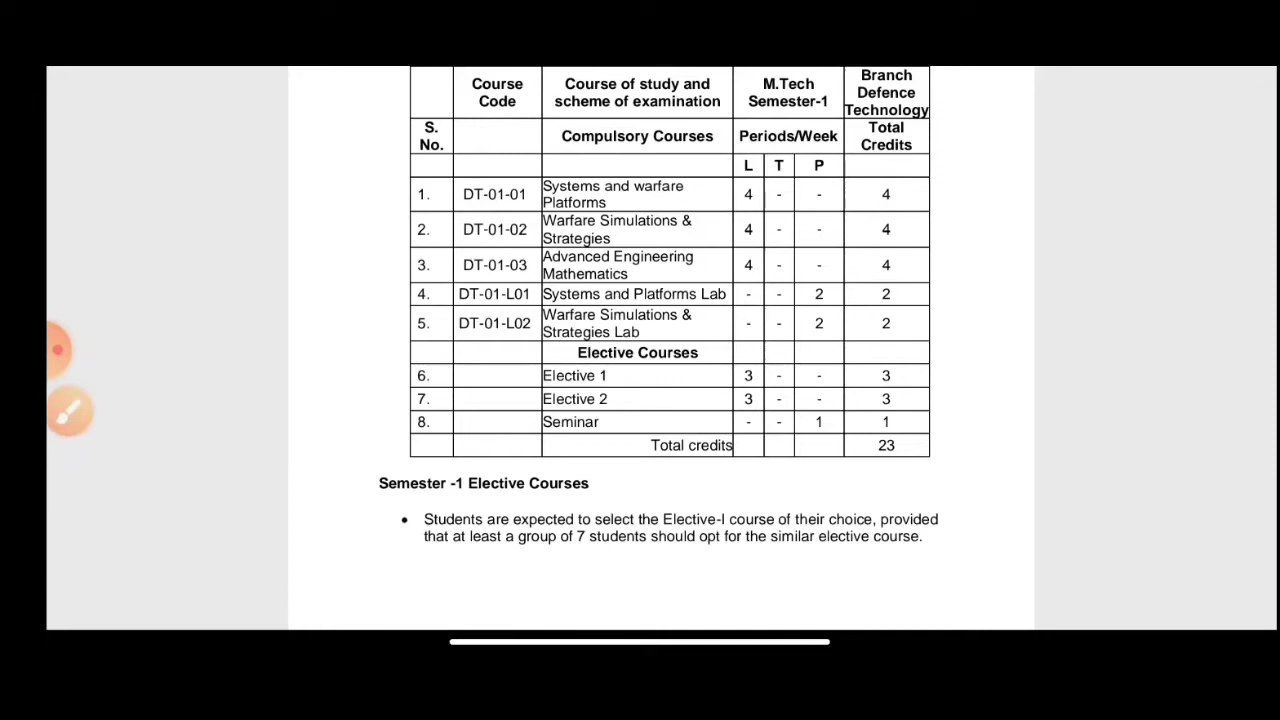 Course Code Course of study and scheme of examination M.Tech Semester-1 Branch Defence Technology
S. No. Compulsory Courses Periods/Week Total Credits
L T P
1. DT-01-01 Systems and warfare Platforms 4 - - 4
2. DT-01-02 Warfare Simulations & Strategies 4 - - 4
3. DT-01-03 Advanced Engineering Mathematics 4 - - 4
4. DT-01-L01 Systems and Platforms Lab - - 2 2
5. DT-01-L02 Warfare Simulations & Strategies Lab - - 2 2
Elective Courses
6. Elective 1 3 - - 3
7. Elective 2 3 - - 3
8. Seminar - - 1 1
Total credits 23
Semester -1 Elective Courses
• Students are expected to select the Elective-I course of their choice, provided
that at least a group of 7 students should opt for the similar elective course.